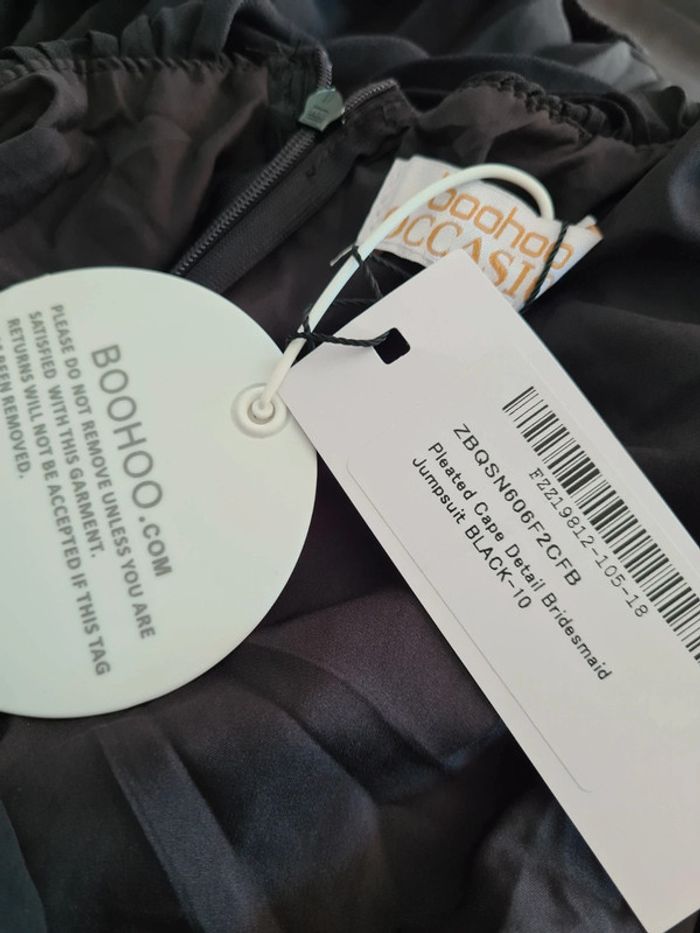 boohoo
OCCASI
BOOHOO.COM
PLEASE DO NOT REMOVE UNLESS YOU ARE
SATISFIED WITH THIS GARMENT.
RETURNS WILL NOT BE ACCEPTED IF THIS TAG
BEEN REMOVED.
FZZ19812-105-18
ZBQSN606F2CFB
Pleated Cape Detail Bridesmaid
Jumpsuit BLACK-10